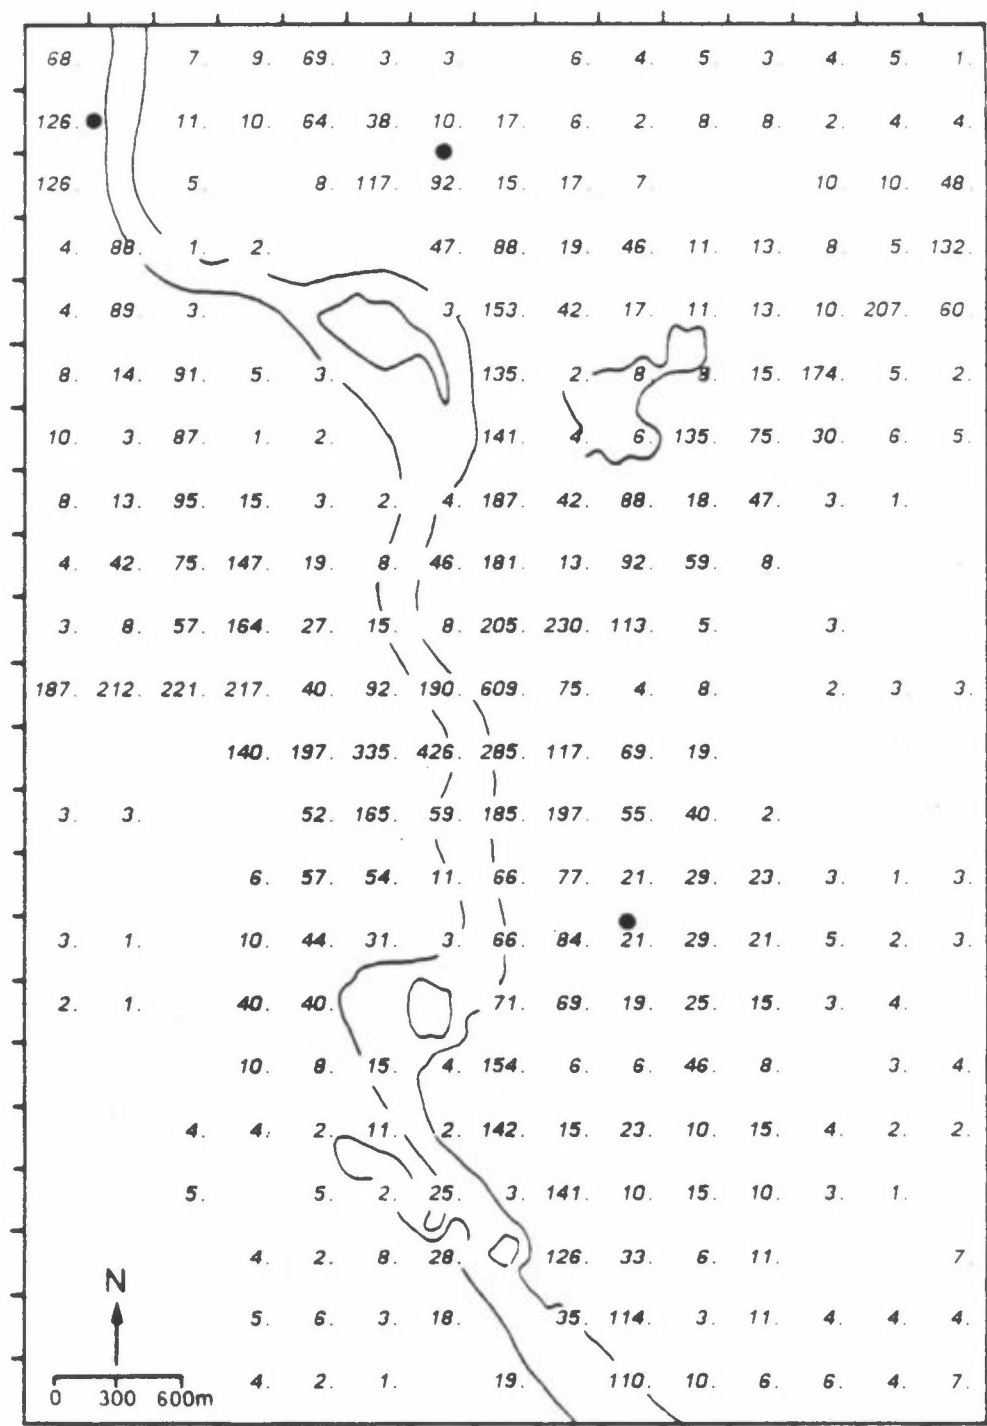 68. 7. 9. 69. 3. 3. 6. 4. 5. 3. 4. 5. 1.
126. 11. 10. 64. 38. 10. 17. 6. 2. 8. 8. 2. 4. 4.
126. 5. 8. 117. 92. 15. 17. 7. 10. 10. 48.
4. 88. 1. 2. 47. 88. 19. 46. 11. 13. 8. 5. 132.
4. 89. 3. 3. 153. 42. 17. 11. 13. 10. 207. 60.
8. 14. 91. 5. 3. 135. 2. 8. 15. 174. 5. 2.
10. 3. 87. 1. 2. 141. 4. 6. 135. 75. 30. 6. 5.
8. 13. 95. 15. 3. 2. 4. 187. 42. 88. 18. 47. 3. 1.
4. 42. 75. 147. 19. 8. 46. 181. 13. 92. 59. 8.
3. 8. 57. 164. 27. 15. 8. 205. 230. 113. 5. 3.
187. 212. 221. 217. 40. 92. 190. 609. 75. 4. 8. 2. 3. 3.
140. 197. 335. 426. 285. 117. 69. 19.
3. 3. 52. 165. 59. 185. 197. 55. 40. 2.
6. 57. 54. 11. 66. 77. 21. 29. 23. 3. 1. 3.
3. 1. 10. 44. 31. 3. 66. 84. 21. 29. 21. 5. 2. 3.
2. 1. 40. 40. 71. 69. 19. 25. 15. 3. 4.
10. 8. 15. 4. 154. 6. 6. 46. 8. 3. 4.
4. 4. 2. 11. 2. 142. 15. 23. 10. 15. 4. 2. 2.
5. 5. 2. 25. 3. 141. 10. 15. 10. 3. 1.
4. 2. 8. 28. 126. 33. 6. 11. 7.
N
5. 6. 3. 18. 35. 114. 3. 11. 4. 4. 4.
4. 2. 1. 19. 110. 10. 6. 6. 4. 7.
0 300 600m